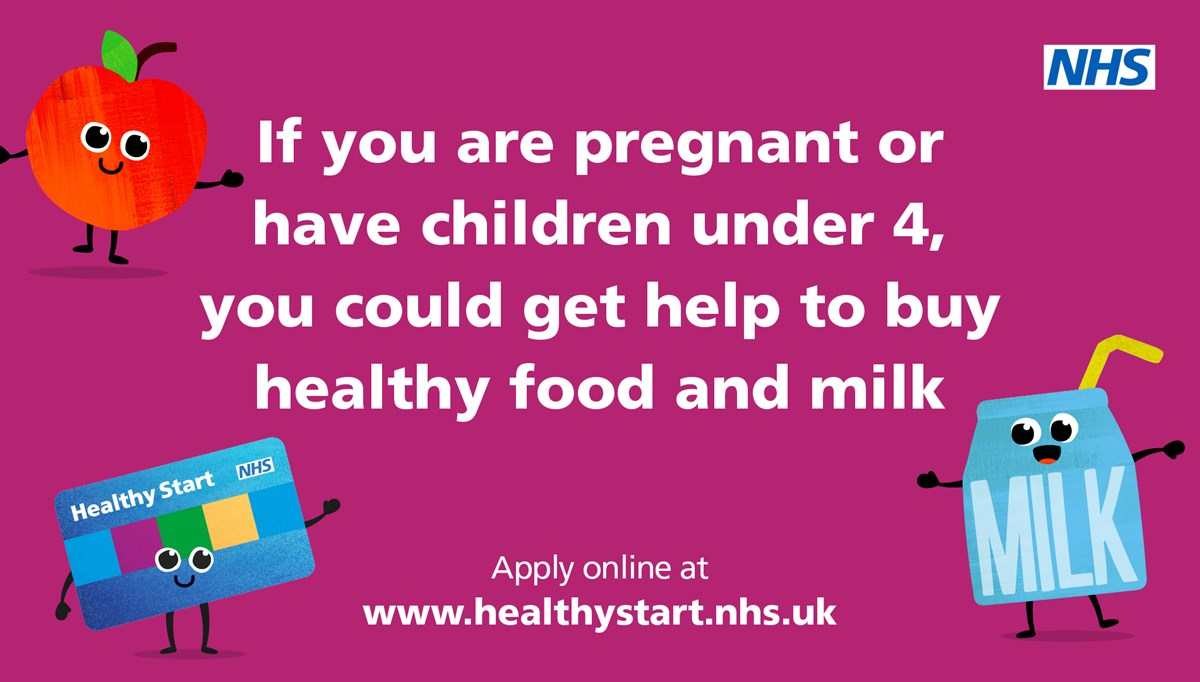 NHS
If you are pregnant or
have children under 4,
you could get help to buy
healthy food and milk
Healthy Start
NHS
MILK
Apply online at
www.healthystart.nhs.uk